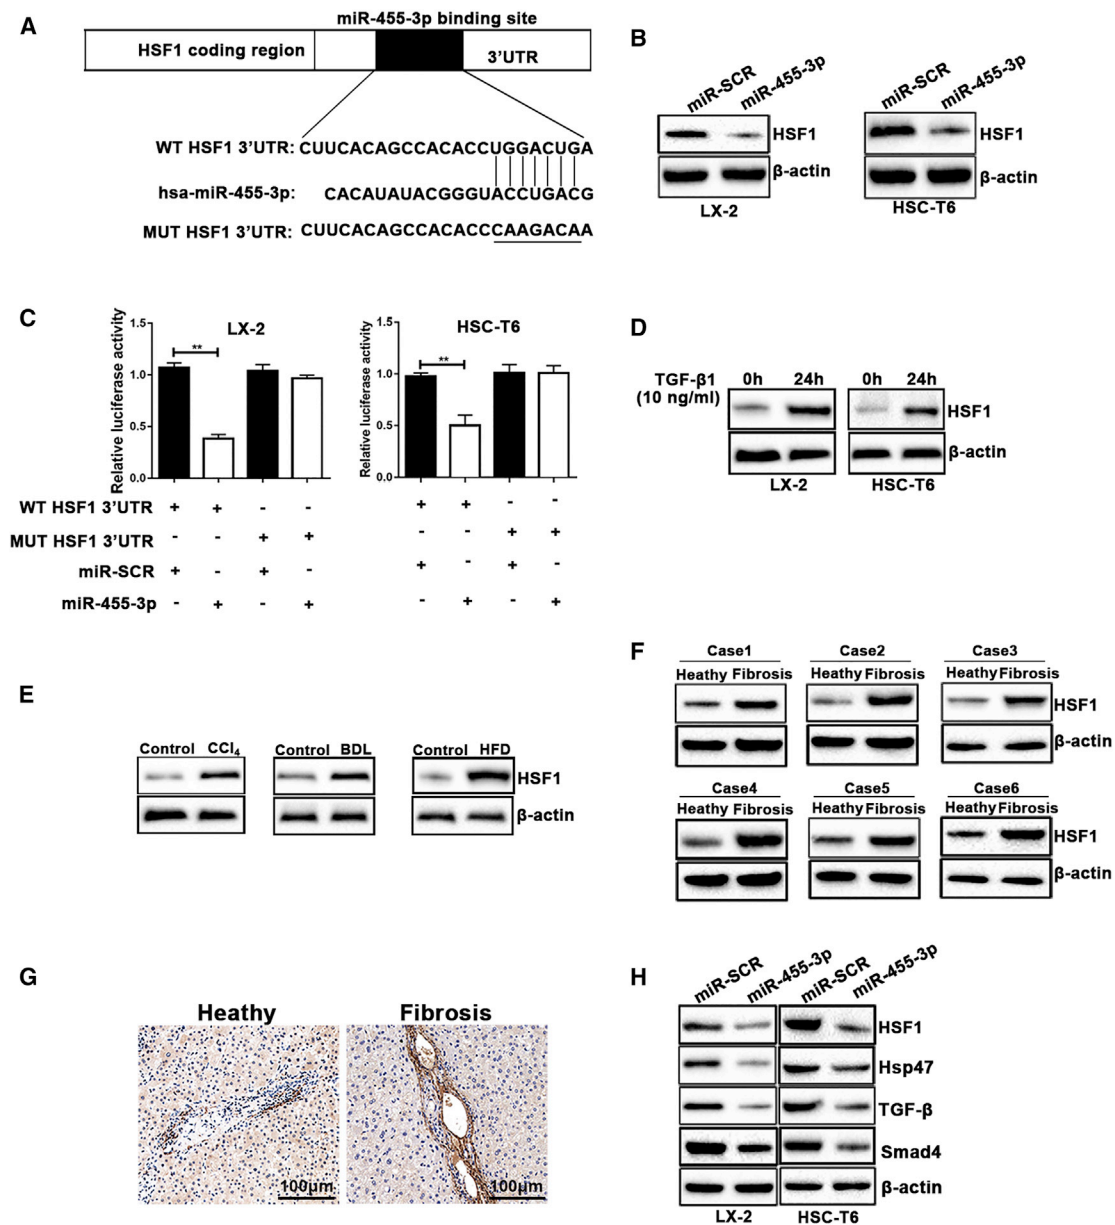 A
miR-455-3p binding site
HSF1 coding region
3'UTR
WT HSF1 3'UTR: CUUCACAGCCACACCUGGACUGA
hsa-miR-455-3p: CACAUAUACGGGUACCUGACG
MUT HSF1 3'UTR: CUUCACAGCCACACCCAAGACAA
B
miR-SCR miR-455-3p miR-SCR miR-455-3p
HSF1 HSF1
β-actin β-actin
LX-2 HSC-T6
C
Relative luciferase activity
LX-2
1.5
1.0
0.5
0.0
**
Relative luciferase activity
HSC-T6
1.5
1.0
0.5
0.0
**
WT HSF1 3'UTR + + - - + + - -
MUT HSF1 3'UTR - - + + - - + +
miR-SCR + - + - + - + -
miR-455-3p - + - + - + - +
D
TGF-β1
(10 ng/ml)
0h 24h 0h 24h
HSF1
β-actin
LX-2 HSC-T6
E
Control CCl4 Control BDL Control HFD
HSF1
β-actin
F
Case1 Case2 Case3
Heathy Fibrosis Heathy Fibrosis Heathy Fibrosis
HSF1
β-actin
Case4 Case5 Case6
Heathy Fibrosis Heathy Fibrosis Heathy Fibrosis
HSF1
β-actin
G
Heathy Fibrosis
100μm 100μm
H
miR-SCR miR-455-3p miR-SCR miR-455-3p
HSF1
Hsp47
TGF-β
Smad4
β-actin
LX-2 HSC-T6